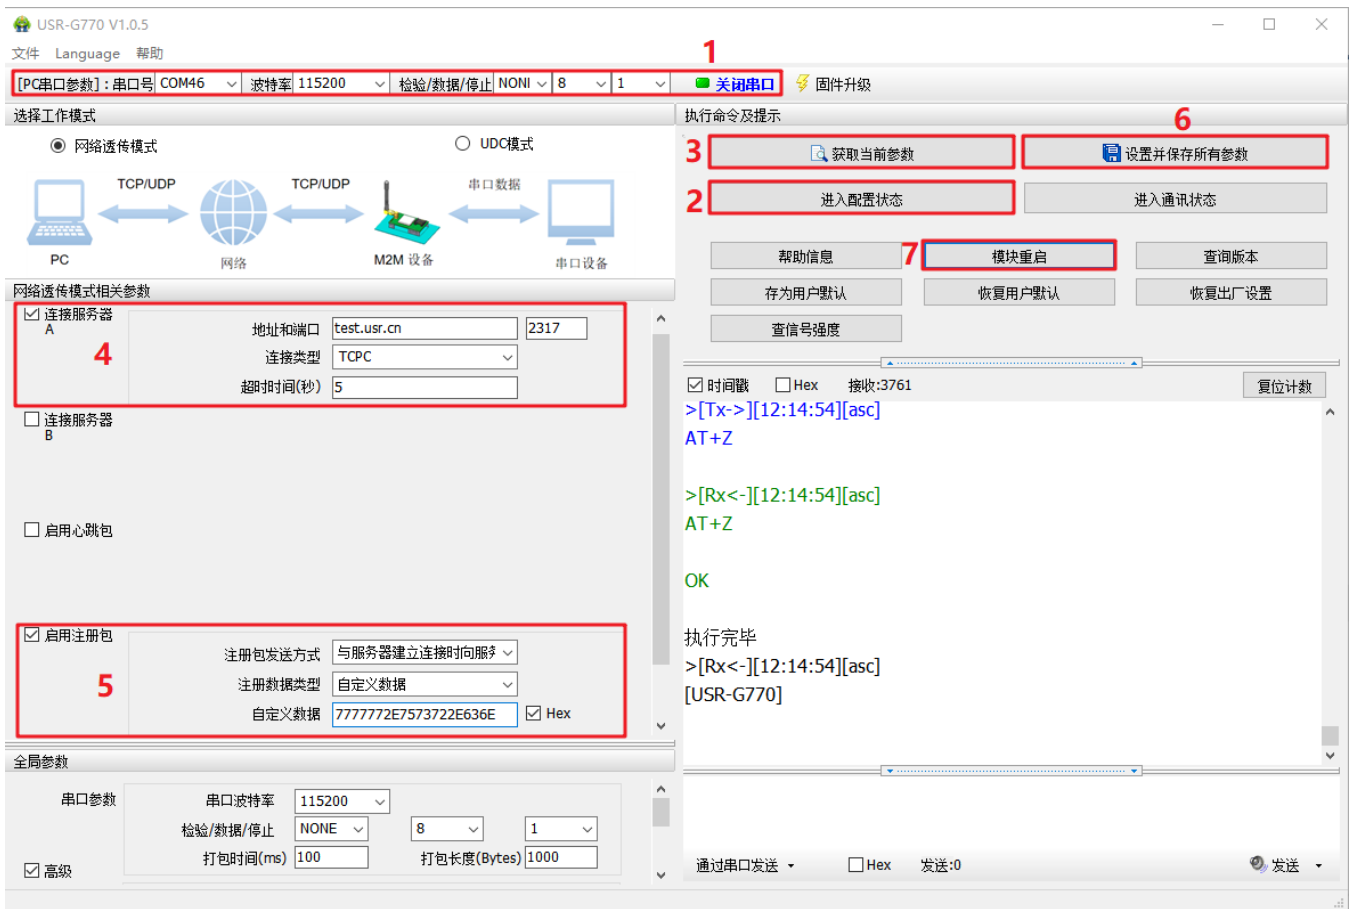 USR-G770 V1.0.5
文件 Language 帮助
1
[PC串口参数]：串口号 COM46 波特率 115200 检验/数据/停止 NONI 8 1 关闭串口 固件升级
选择工作模式
网络透传模式 UDC模式
TCP/UDP TCP/UDP 串口数据
PC 网络 M2M 设备 串口设备
网络透传模式相关参数
连接服务器
A
4
地址和端口 test.usr.cn 2317
连接类型 TCPC
超时时间(秒) 5
连接服务器
B
启用心跳包
启用注册包
5
注册包发送方式 与服务器建立连接时向服务
注册数据类型 自定义数据
自定义数据 7777772E7573722E636E Hex
全局参数
串口参数 串口波特率 115200
检验/数据/停止 NONE 8 1
打包时间(ms) 100 打包长度(Bytes) 1000
高级
执行命令及提示
6
3 获取当前参数 设置并保存所有参数
2 进入配置状态 进入通讯状态
帮助信息 7 模块重启 查询版本
存为用户默认 恢复用户默认 恢复出厂设置
查信号强度
时间戳 Hex 接收:3761 复位计数
>[Tx->][12:14:54][asc]
AT+Z
>[Rx<-][12:14:54][asc]
AT+Z
OK
执行完毕
>[Rx<-][12:14:54][asc]
[USR-G770]
通过串口发送 Hex 发送:0 发送